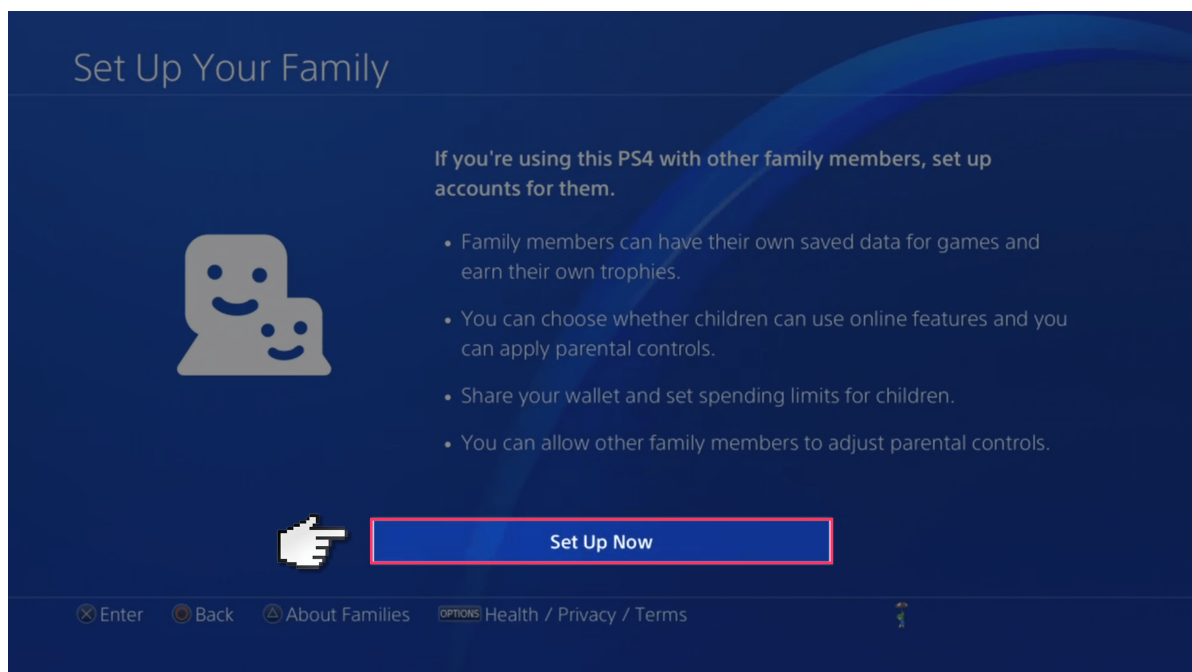 Set Up Your Family
If you're using this PS4 with other family members, set up
accounts for them.
• Family members can have their own saved data for games and
earn their own trophies.
• You can choose whether children can use online features and you
can apply parental controls.
• Share your wallet and set spending limits for children.
• You can allow other family members to adjust parental controls.
Set Up Now
Enter Back About Families OPTIONS Health / Privacy / Terms